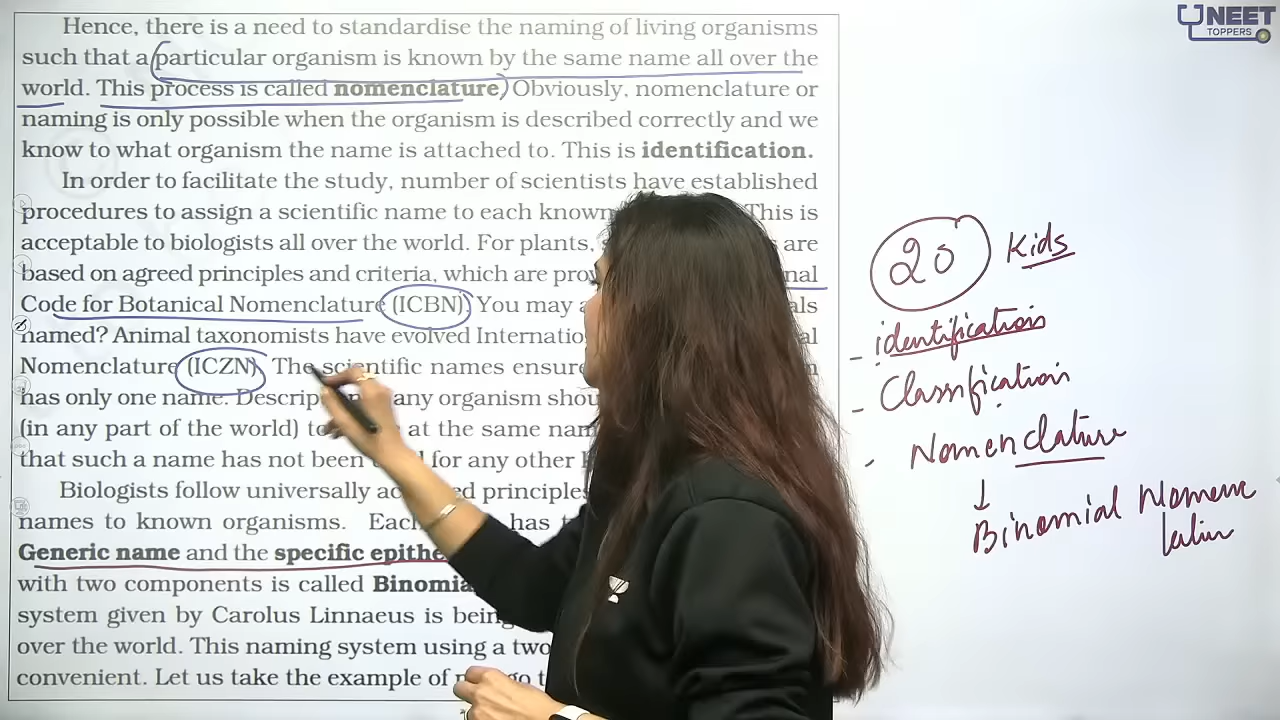 Hence, there is a need to standardise the naming of living organisms
such that a particular organism is known by the same name all over the
world. This process is called nomenclature. Obviously, nomenclature or
naming is only possible when the organism is described correctly and we
know to what organism the name is attached to. This is identification.
In order to facilitate the study, number of scientists have established
procedures to assign a scientific name to each known This is
acceptable to biologists all over the world. For plants, are
based on agreed principles and criteria, which are
Code for Botanical Nomenclature (ICBN). You may
named? Animal taxonomists have evolved
Nomenclature (ICZN). The scientific names ensure
has only one name. any organism
(in any part of the world) at the same
that such a name has not been for any other
Biologists follow universally principles
names to known organisms. Each has
Generic name and the specific
with two components is called
system given by Carolus Linnaeus is
over the world. This naming system using a two
convenient. Let us take the example of
NEET
TOPPERS
20 Kids
- identification
- Classification
- Nomenclature
↓
Binomial Nomenc
lature